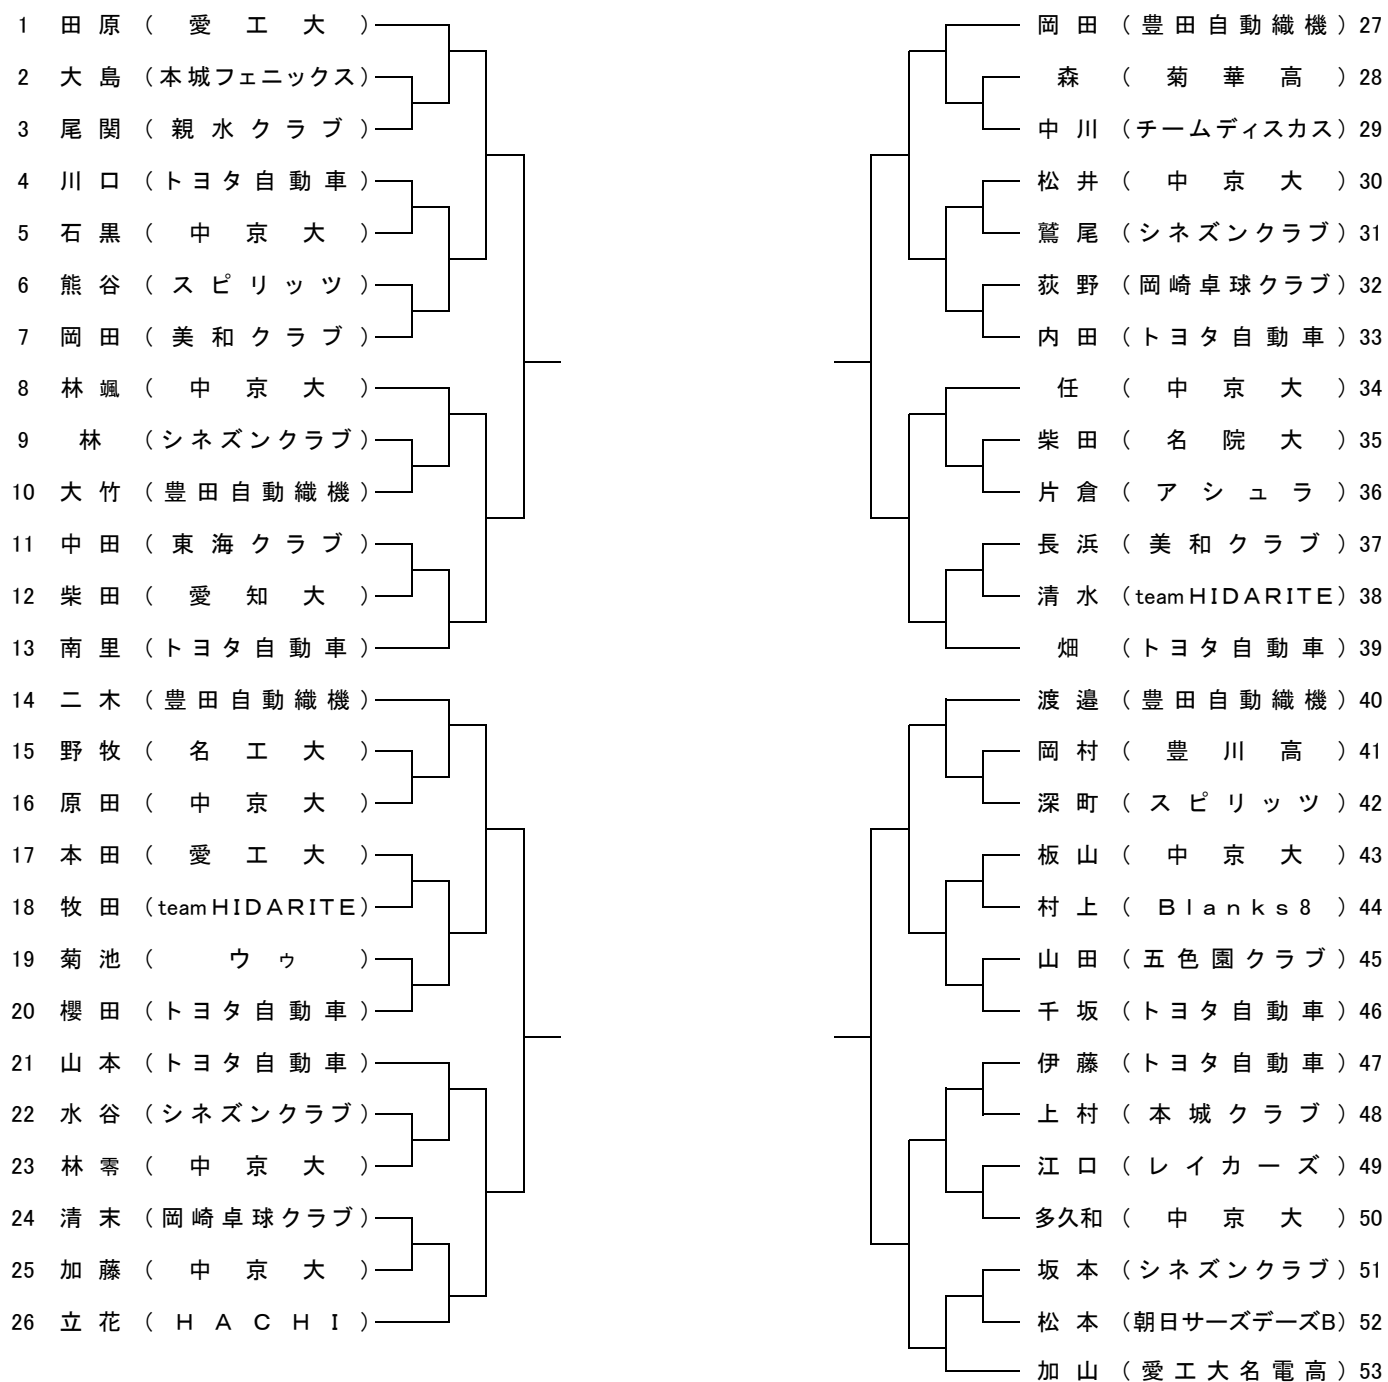 1 田原 (愛工大)
2 大島 (本城フェニックス)
3 尾関 (親水クラブ)
4 川口 (トヨタ自動車)
5 石黒 (中京大)
6 熊谷 (スピリッツ)
7 岡田 (美和クラブ)
8 林颯 (中京大)
9 林 (シネズンクラブ)
10 大竹 (豊田自動織機)
11 中田 (東海クラブ)
12 柴田 (愛知大)
13 南里 (トヨタ自動車)
14 二木 (豊田自動織機)
15 野牧 (名工大)
16 原田 (中京大)
17 本田 (愛工大)
18 牧田 (teamHIDARITE)
19 菊池 (ウゥ)
20 櫻田 (トヨタ自動車)
21 山本 (トヨタ自動車)
22 水谷 (シネズンクラブ)
23 林零 (中京大)
24 清末 (岡崎卓球クラブ)
25 加藤 (中京大)
26 立花 (HACHI)
岡田 (豊田自動織機) 27
森 (菊華高) 28
中川 (チームディスカス) 29
松井 (中京大) 30
鷲尾 (シネズンクラブ) 31
荻野 (岡崎卓球クラブ) 32
内田 (トヨタ自動車) 33
任 (中京大) 34
柴田 (名院大) 35
片倉 (アシュラ) 36
長浜 (美和クラブ) 37
清水 (teamHIDARITE) 38
畑 (トヨタ自動車) 39
渡邉 (豊田自動織機) 40
岡村 (豊川高) 41
深町 (スピリッツ) 42
板山 (中京大) 43
村上 (Blanks8) 44
山田 (五色園クラブ) 45
千坂 (トヨタ自動車) 46
伊藤 (トヨタ自動車) 47
上村 (本城クラブ) 48
江口 (レイカーズ) 49
多久和 (中京大) 50
坂本 (シネズンクラブ) 51
松本 (朝日サーズデーズB) 52
加山 (愛工大名電高) 53